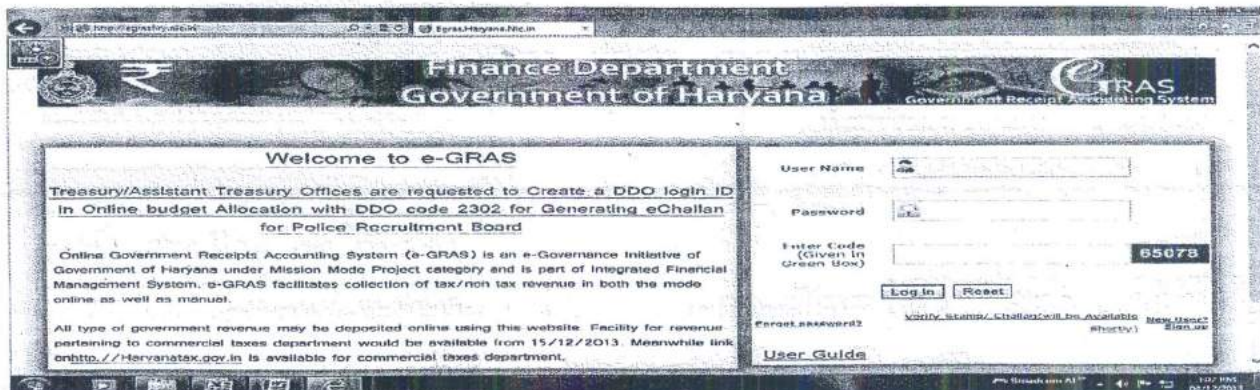 Egras.Haryana.Nic.in
Finance Department
Government of Haryana
eGRAS
Government Receipt Accounting System
Welcome to e-GRAS
Treasury/Assistant Treasury Offices are requested to Create a DDO login ID
in Online budget Allocation with DDO code 2302 for Generating eChallan
for Police Recruitment Board
Online Government Receipts Accounting System (e-GRAS) is an e-Governance Initiative of
Government of Haryana under Mission Mode Project category and is part of Integrated Financial
Management System. e-GRAS facilitates collection of tax/non tax revenue in both the mode
online as well as manual.
All type of government revenue may be deposited online using this website. Facility for revenue
pertaining to commercial taxes department would be available from 15/12/2013. Meanwhile link
onhttp.//Harvanatax.gov.in is available for commercial taxes department.
User Name
Password
Enter Code
(Given in
Green Box)
65078
Log In Reset
Forget password?
Verify Stamp/ Challan(will be Available
Shortly)
New User?
Sign up
User Guide